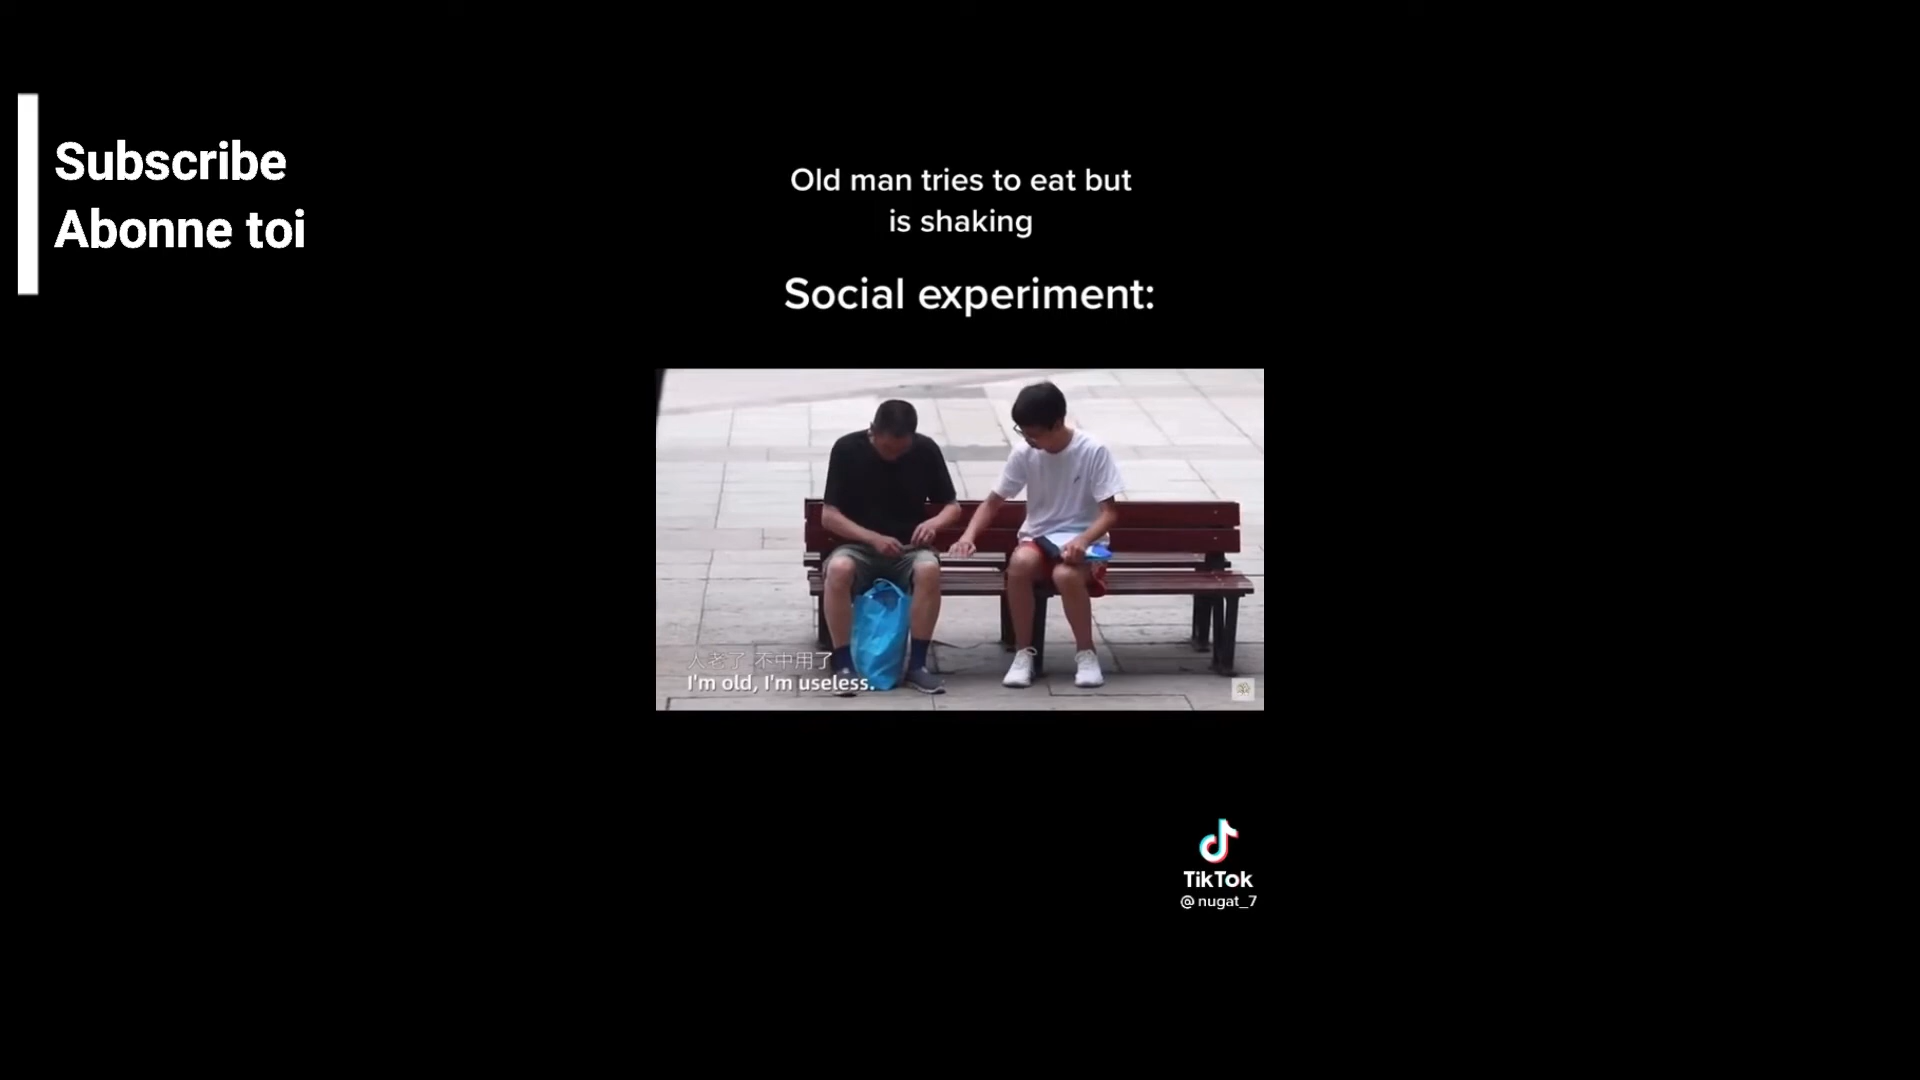 Subscribe
Abonne toi
Old man tries to eat but
is shaking
Social experiment:
人老了 不中用了
I'm old, I'm useless.
TikTok
@nugat_7